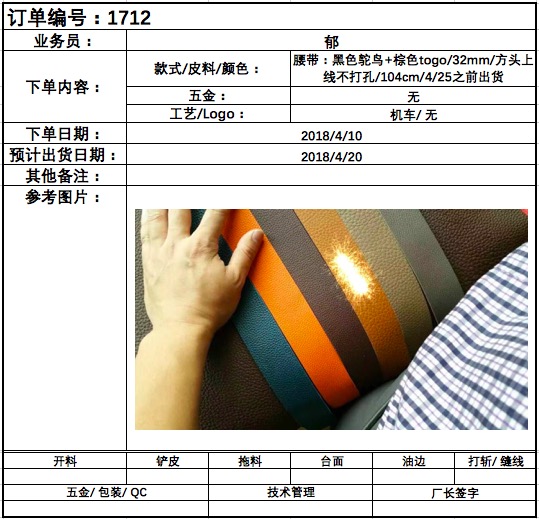 订单编号：1712
业务员：
郁
下单内容：
款式/皮料/颜色：
腰带：黑色鸵鸟+棕色togo/32mm/方头上
线不打孔/104cm/4/25之前出货
五金：
无
工艺/Logo：
机车/ 无
下单日期：
2018/4/10
预计出货日期：
2018/4/20
其他备注：
参考图片：
开料
铲皮
拖料
台面
油边
打斩/ 缝线
五金/ 包装/ QC
技术管理
厂长签字